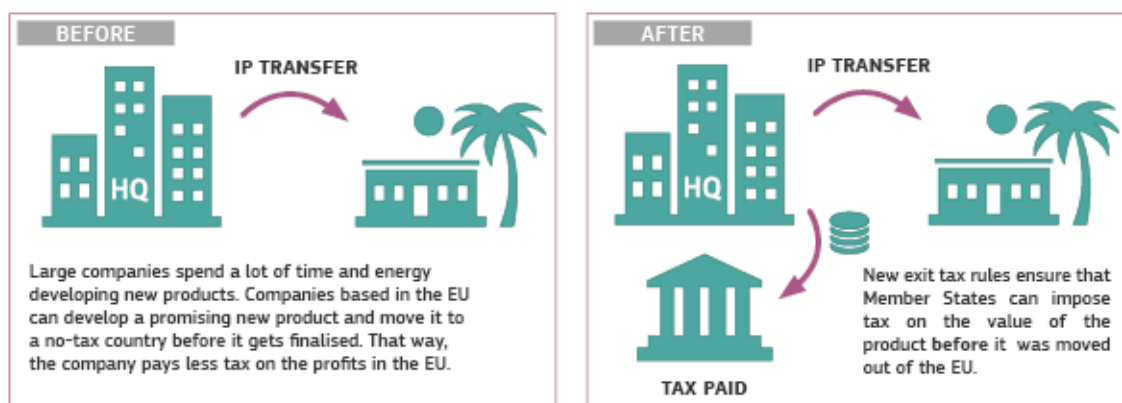 BEFORE
IP TRANSFER
HQ
Large companies spend a lot of time and energy
developing new products. Companies based in the EU
can develop a promising new product and move it to
a no-tax country before it gets finalised. That way,
the company pays less tax on the profits in the EU.
AFTER
IP TRANSFER
HQ
New exit tax rules ensure that
Member States can impose
tax on the value of the
product before it was moved
out of the EU.
TAX PAID